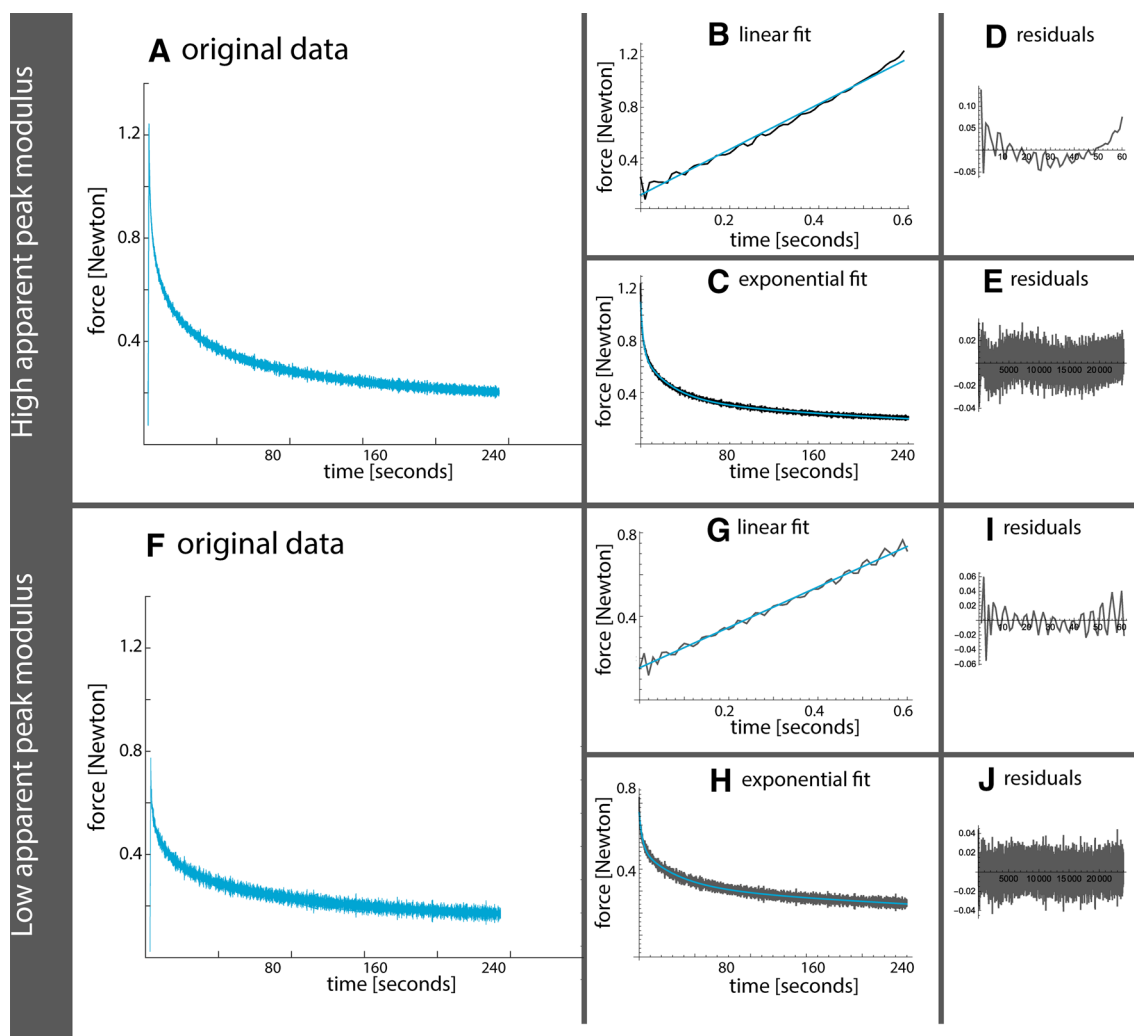 High apparent peak modulus
A original data
force [Newton]
1.2
0.8
0.4
80 160 240
time [seconds]
B linear fit
force [Newton]
1.2
0.8
0.4
0.2 0.4 0.6
time [seconds]
D residuals
0.10
0.05
10 20 30 40 50 60
−0.05
C exponential fit
force [Newton]
1.2
0.8
0.4
80 160 240
time [seconds]
E residuals
0.02
5000 10000 15000 20000
−0.02
−0.04
Low apparent peak modulus
F original data
force [Newton]
1.2
0.8
0.4
80 160 240
time [seconds]
G linear fit
force [Newton]
0.8
0.4
0.2 0.4 0.6
time [seconds]
I residuals
0.06
0.04
0.02
10 20 30 40 50 60
−0.02
−0.04
−0.06
H exponential fit
force [Newton]
0.8
0.4
80 160 240
time [seconds]
J residuals
0.04
0.02
5000 10000 15000 20000
−0.02
−0.04